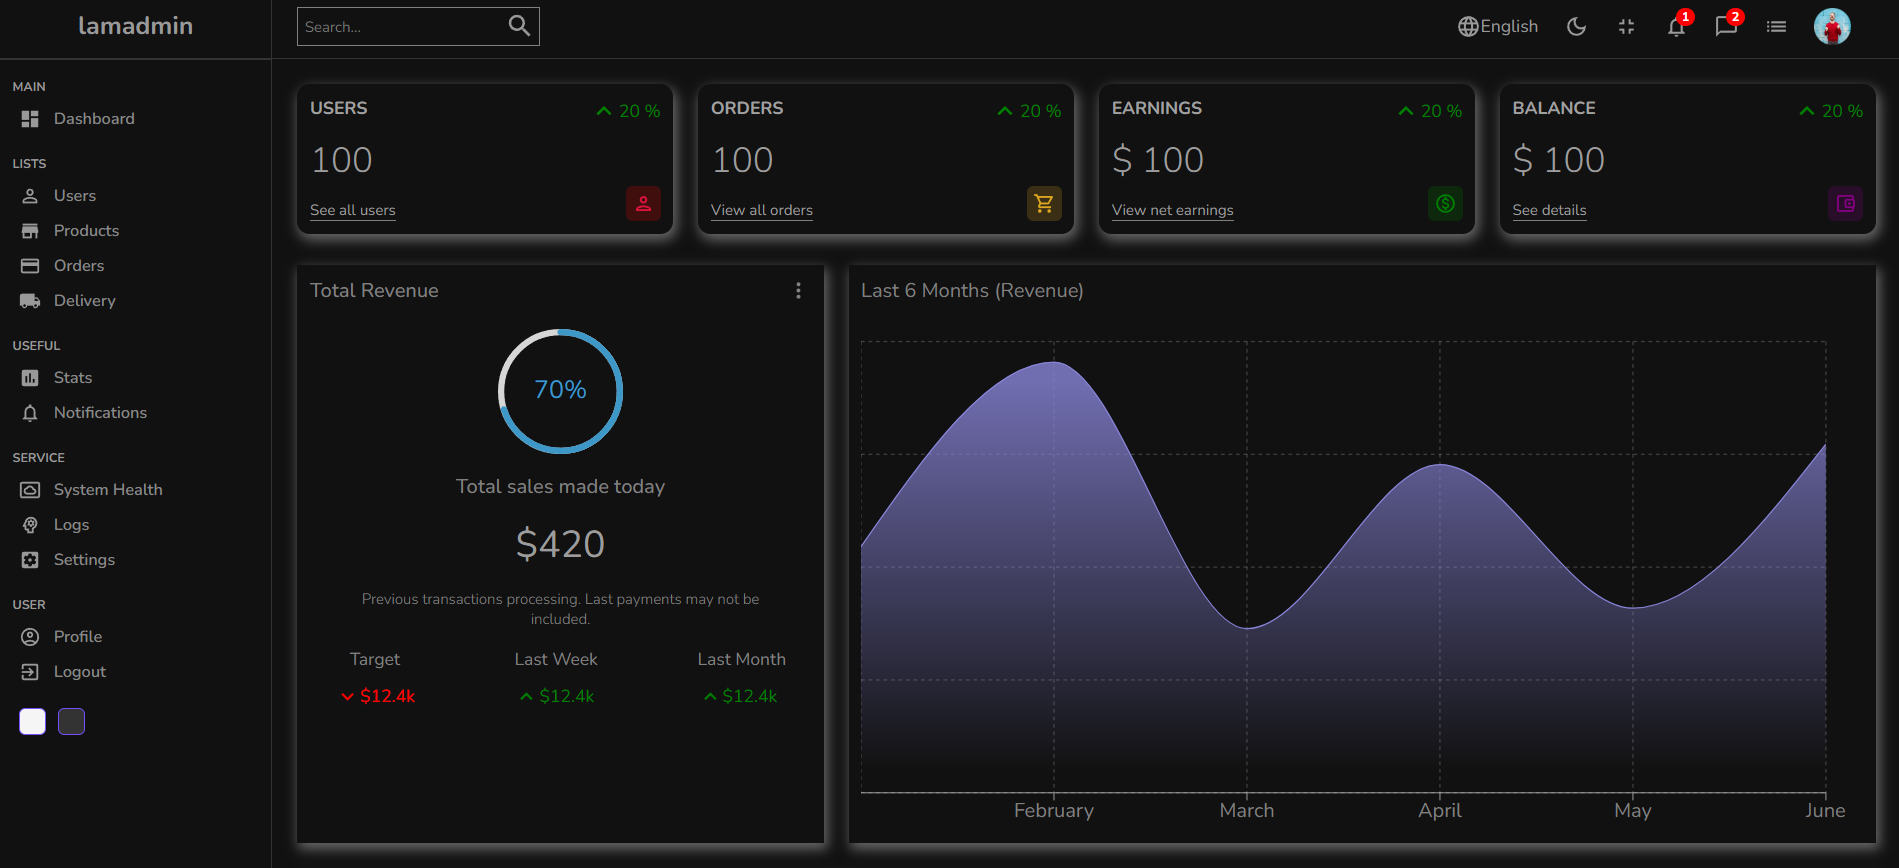 lamadmin
Search...
English
1
2
MAIN
Dashboard
LISTS
Users
Products
Orders
Delivery
USEFUL
Stats
Notifications
SERVICE
System Health
Logs
Settings
USER
Profile
Logout
USERS
20 %
100
See all users
ORDERS
20 %
100
View all orders
EARNINGS
20 %
$ 100
View net earnings
BALANCE
20 %
$ 100
See details
Total Revenue
70%
Total sales made today
$420
Previous transactions processing. Last payments may not be
included.
Target
Last Week
Last Month
$12.4k
$12.4k
$12.4k
Last 6 Months (Revenue)
February
March
April
May
June